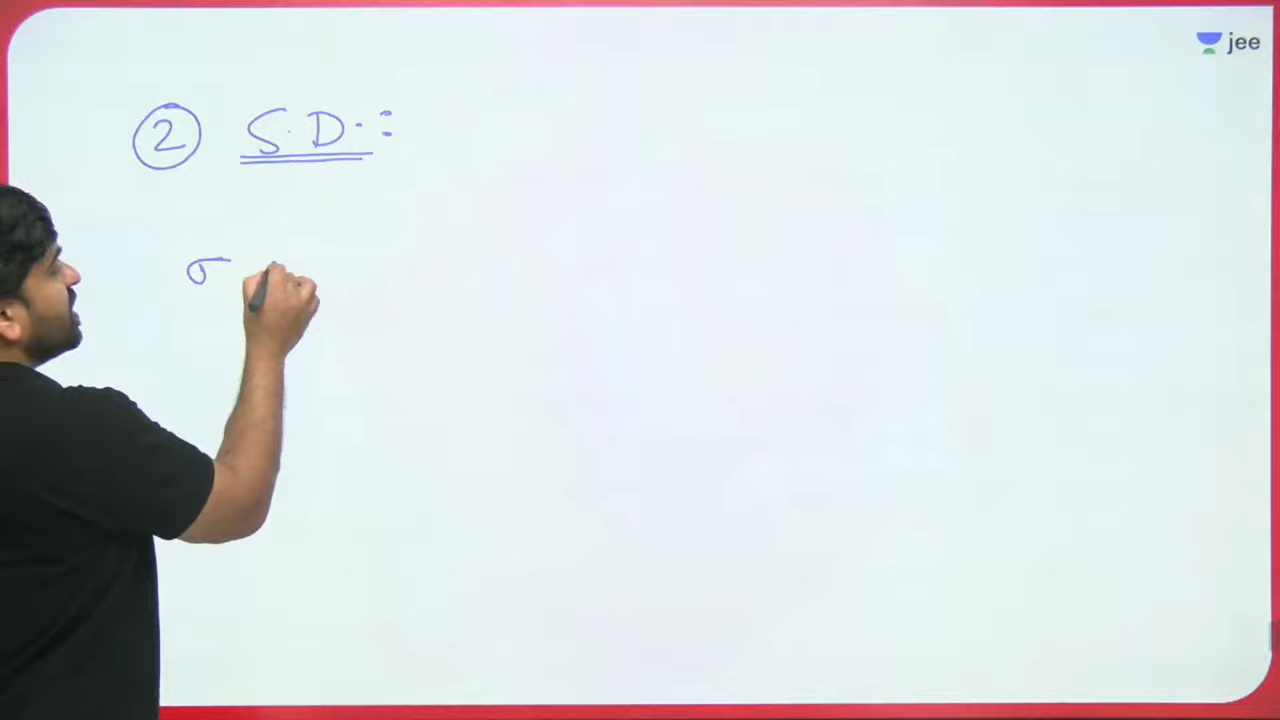 jee
② S.D. :
σ